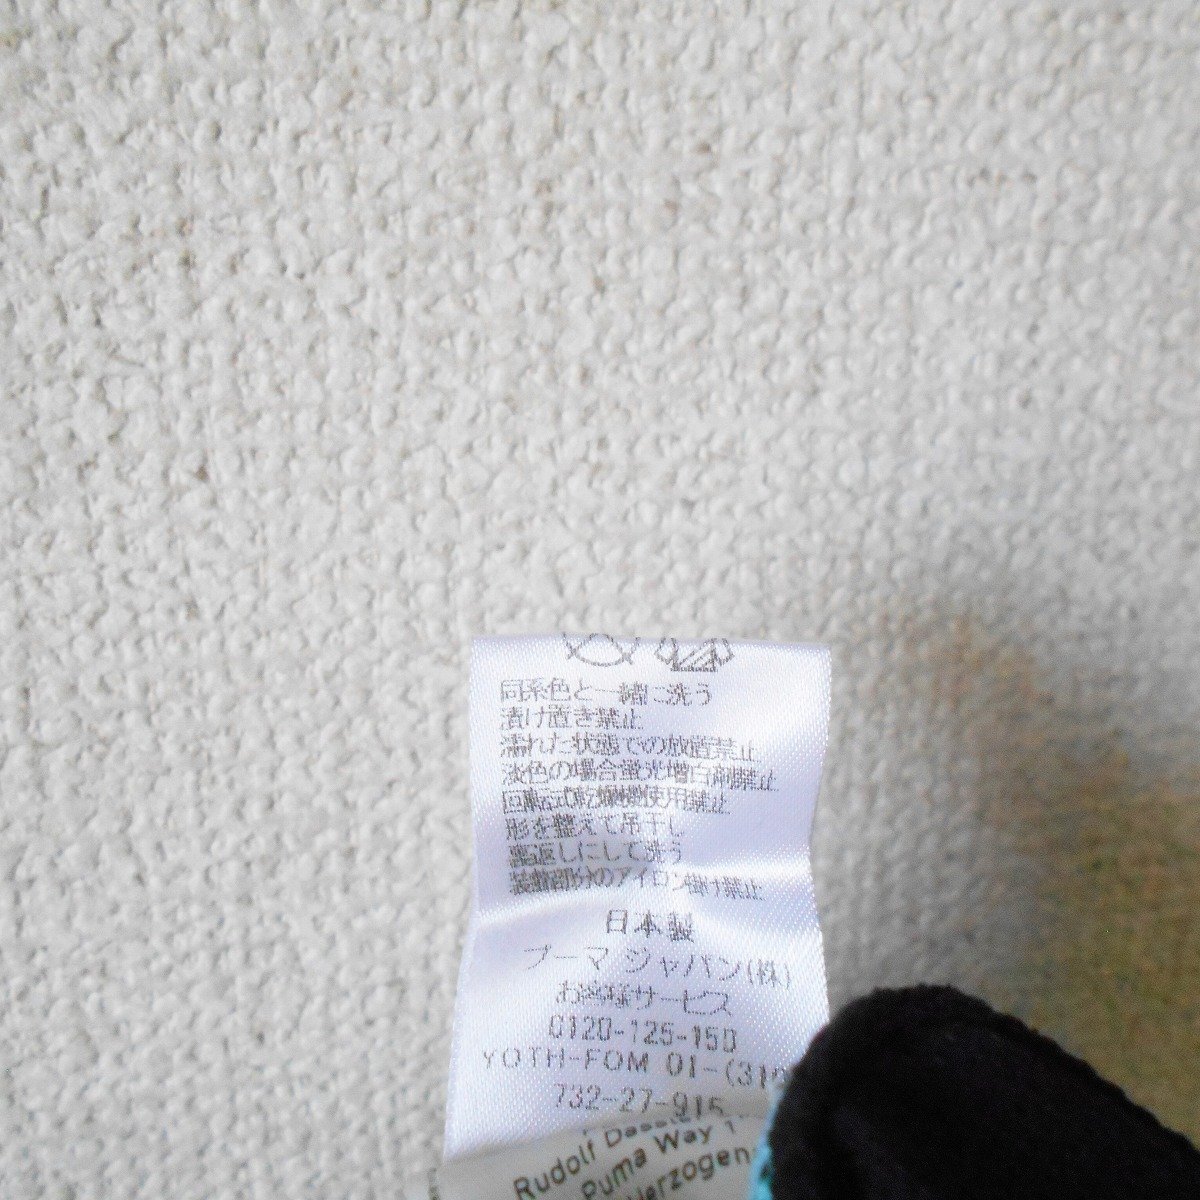 同系色と一緒に洗う
漬け置き禁止
濡れた状態での放置禁止
淡色の場合蛍光増白剤禁止
回転式乾燥機使用禁止
形を整えて吊干し
裏返しにして洗う
装飾部分のアイロン掛け禁止
日本製
プーマ ジャパン(株)
お客様サービス
0120-125-150
YOTH-FOM 01-(310
732-27-915
Rudolf Dassle
Puma Way 1
Herzogen